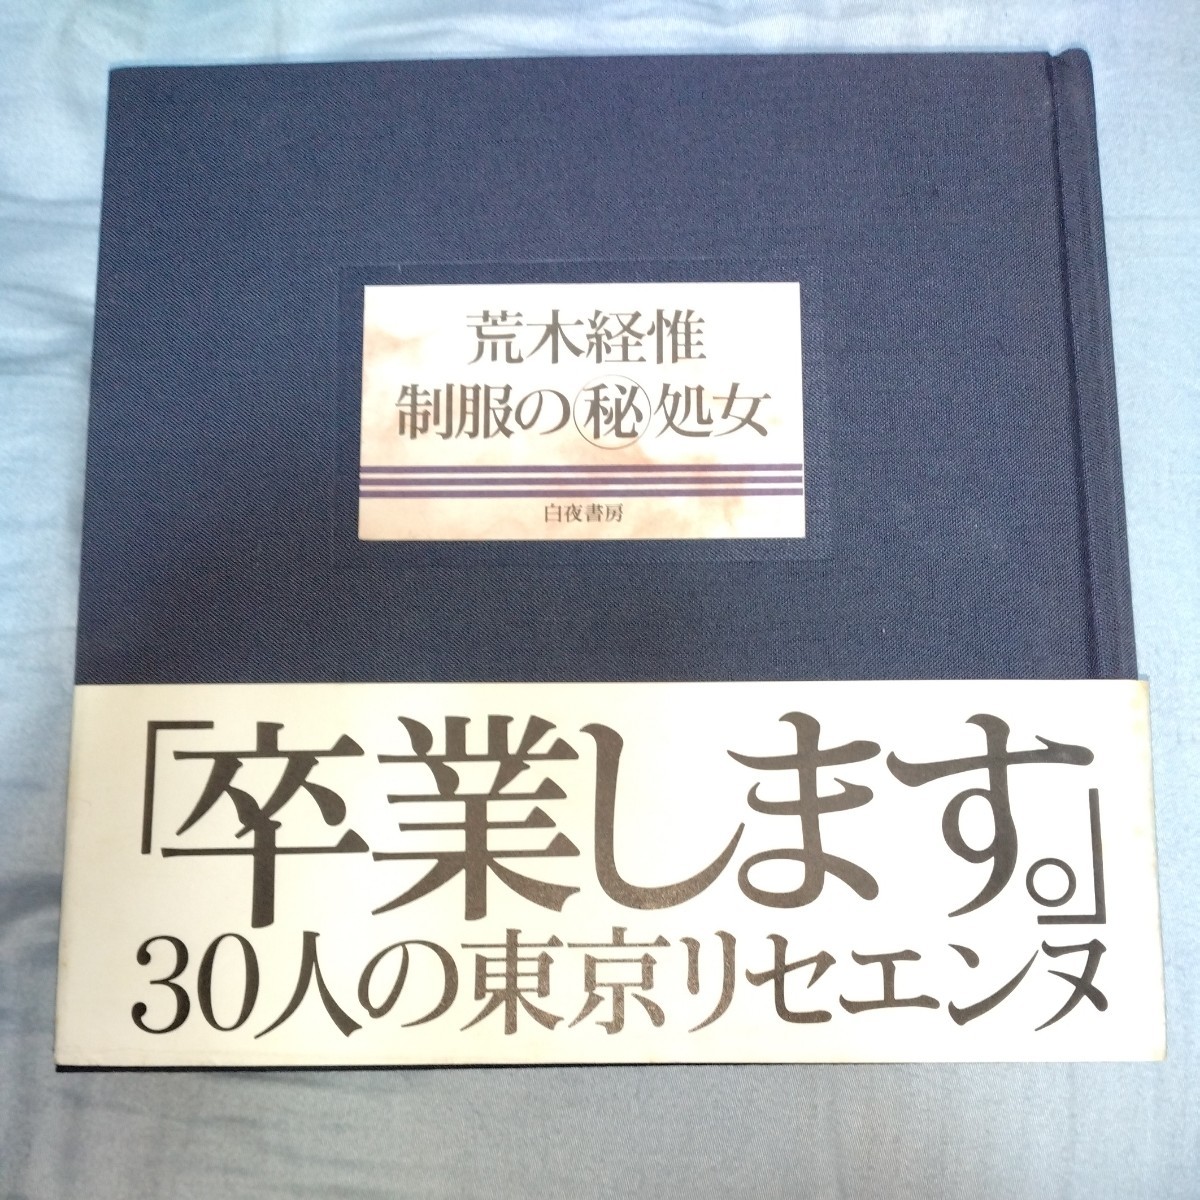 荒木経惟
制服の㊙処女
白夜書房
「卒業します。」
30人の東京リセエンヌ